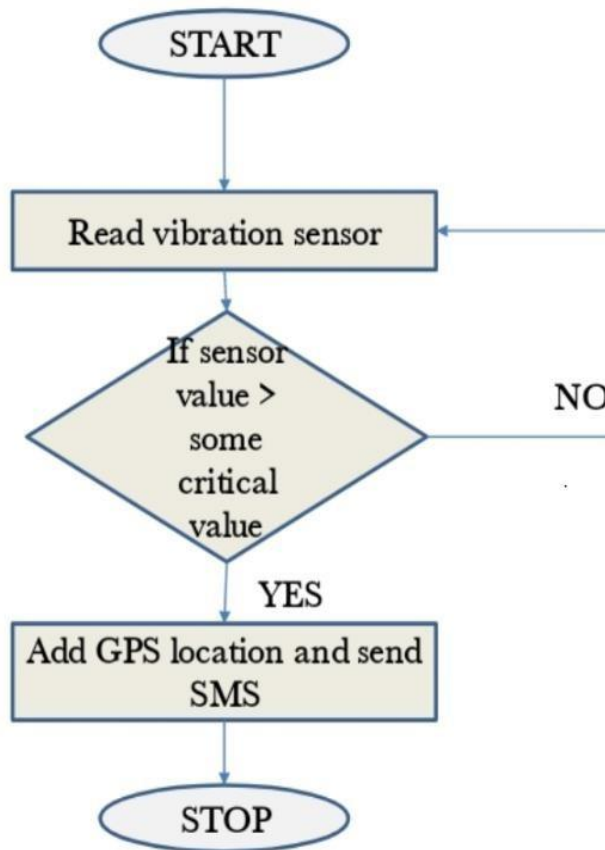 START
Read vibration sensor
If sensor
value >
some
critical
value
NO
YES
Add GPS location and send
SMS
STOP